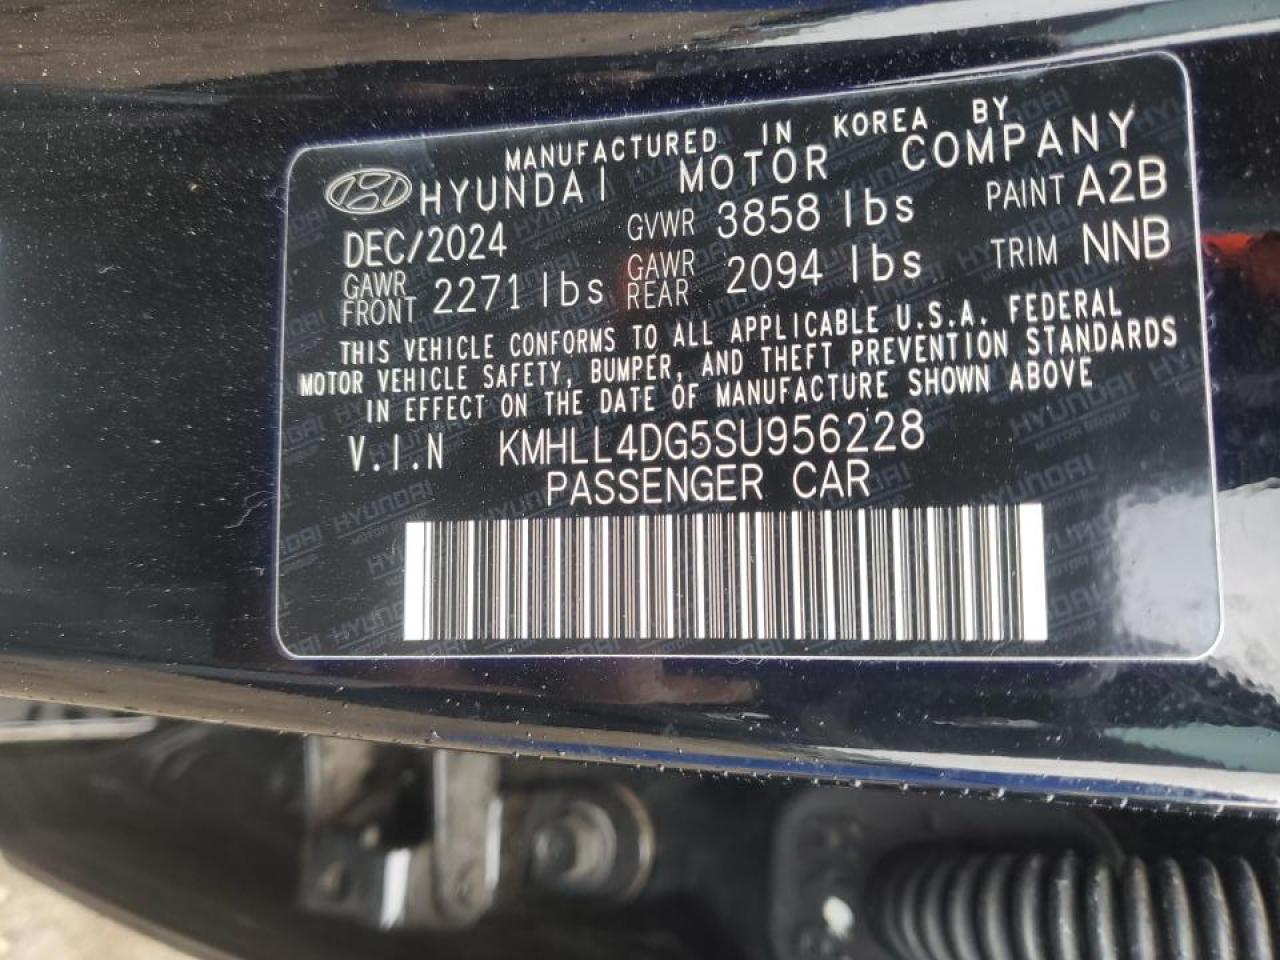 MANUFACTURED IN KOREA BY
HYUNDAI MOTOR COMPANY
DEC/2024 GVWR 3858 lbs PAINT A2B
GAWR FRONT 2271 lbs GAWR REAR 2094 lbs TRIM NNB
THIS VEHICLE CONFORMS TO ALL APPLICABLE U.S.A. FEDERAL
MOTOR VEHICLE SAFETY, BUMPER, AND THEFT PREVENTION STANDARDS
IN EFFECT ON THE DATE OF MANUFACTURE SHOWN ABOVE
V.I.N KMHLL4DG5SU956228
PASSENGER CAR